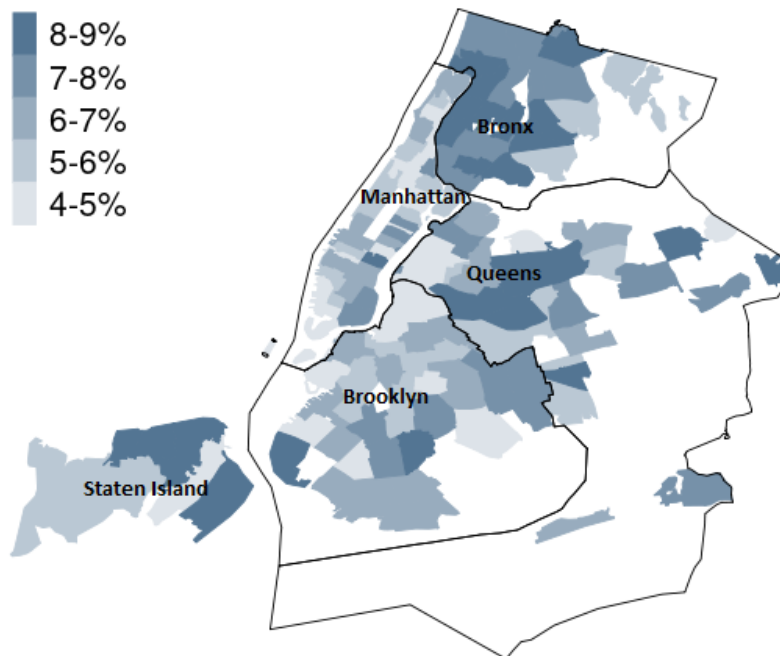 8-9%
7-8%
6-7%
5-6%
4-5%
Bronx
Manhattan
Queens
Brooklyn
Staten Island